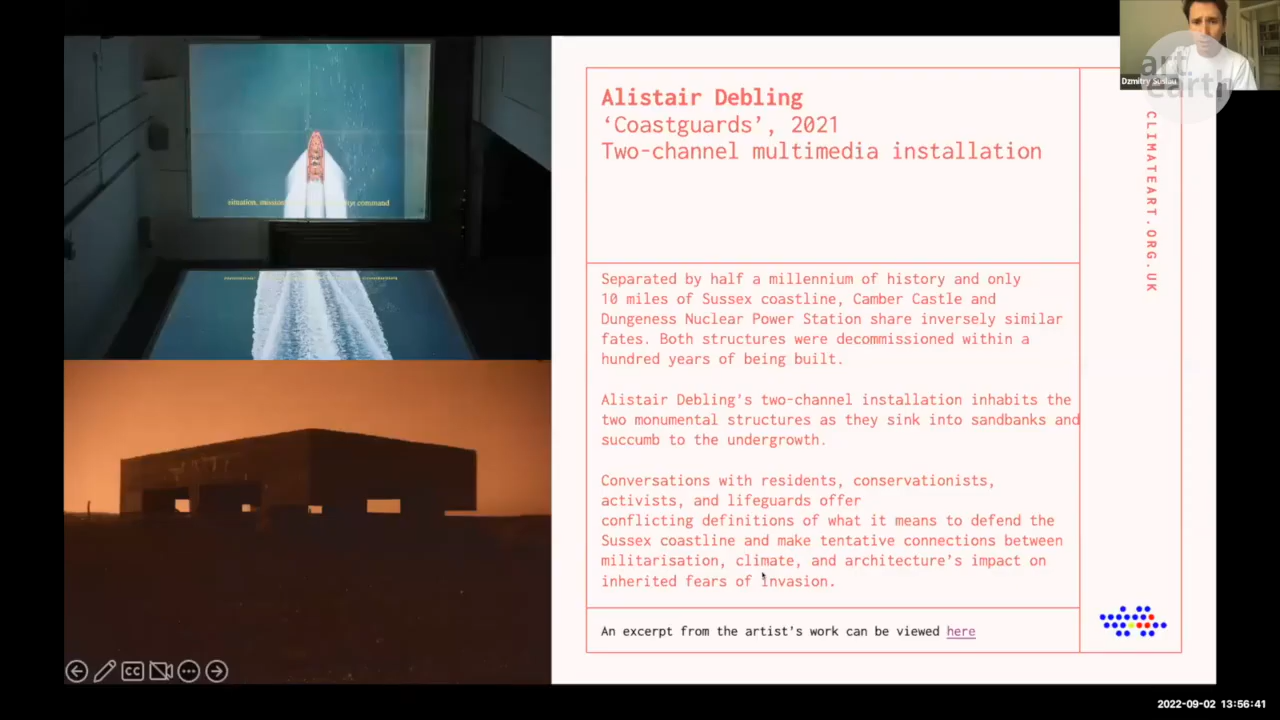 situation, mission command
Alistair Debling
‘Coastguards’, 2021
Two-channel multimedia installation
Separated by half a millennium of history and only
10 miles of Sussex coastline, Camber Castle and
Dungeness Nuclear Power Station share inversely similar
fates. Both structures were decommissioned within a
hundred years of being built.
Alistair Debling's two-channel installation inhabits the
two monumental structures as they sink into sandbanks and
succumb to the undergrowth.
Conversations with residents, conservationists,
activists, and lifeguards offer
conflicting definitions of what it means to defend the
Sussex coastline and make tentative connections between
militarisation, climate, and architecture’s impact on
inherited fears of invasion.
An excerpt from the artist’s work can be viewed here
CLIMATEART.ORG.UK
art
earth
Dzmitry
CC
2022-09-02 13:56:41